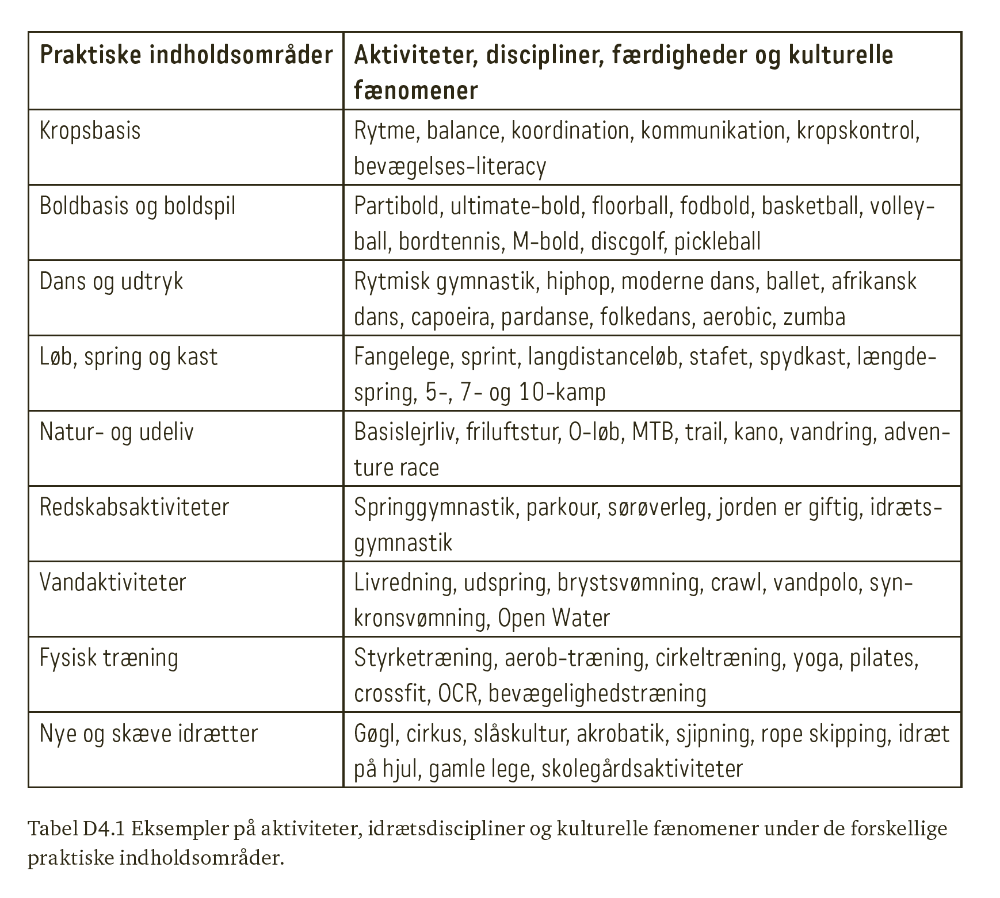 Praktiske indholdsområder
Aktiviteter, discipliner, færdigheder og kulturelle
fænomener
Kropsbasis
Rytme, balance, koordination, kommunikation, kropskontrol,
bevægelses-literacy
Boldbasis og boldspil
Partibold, ultimate-bold, floorball, fodbold, basketball, volley-
ball, bordtennis, M-bold, discgolf, pickleball
Dans og udtryk
Rytmisk gymnastik, hiphop, moderne dans, ballet, afrikansk
dans, capoeira, pardanse, folkedans, aerobic, zumba
Løb, spring og kast
Fangelege, sprint, langdistanceløb, stafet, spydkast, længde-
spring, 5-, 7- og 10-kamp
Natur- og udeliv
Basislejrliv, friluftstur, O-løb, MTB, trail, kano, vandring, adven-
ture race
Redskabsaktiviteter
Springgymnastik, parkour, sørøverleg, jorden er giftig, idræts-
gymnastik
Vandaktiviteter
Livredning, udspring, brystsvømning, crawl, vandpolo, syn-
kronsvømning, Open Water
Fysisk træning
Styrketræning, aerob-træning, cirkeltræning, yoga, pilates,
crossfit, OCR, bevægelighedstræning
Nye og skæve idrætter
Gøgl, cirkus, slåskultur, akrobatik, sjipning, rope skipping, idræt
på hjul, gamle lege, skolegårdsaktiviteter
Tabel D4.1 Eksempler på aktiviteter, idrætsdiscipliner og kulturelle fænomener under de forskellige
praktiske indholdsområder.